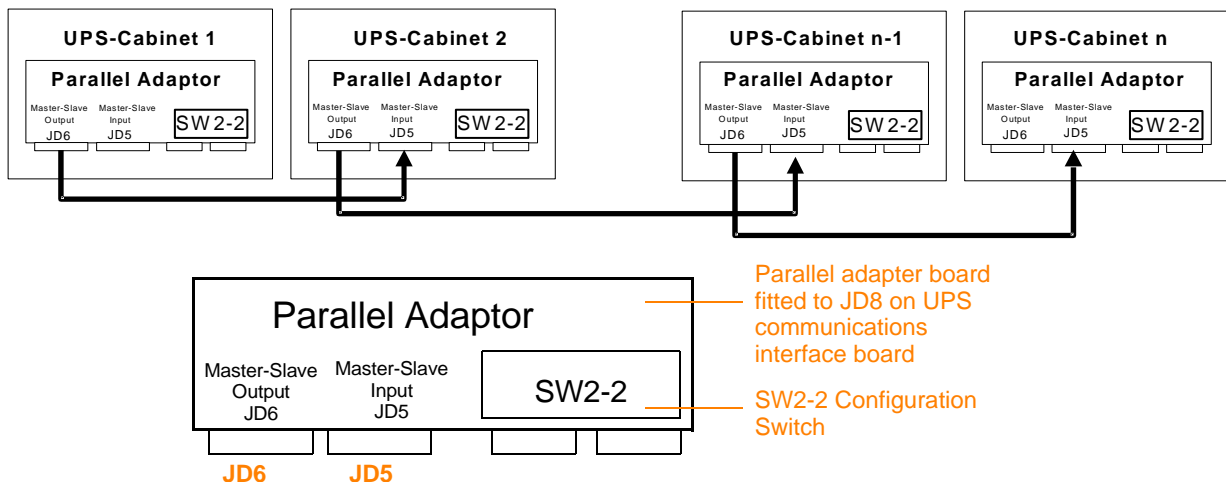 UPS-Cabinet 1
Parallel Adaptor
Master-Slave
Output
JD6
Master-Slave
Input
JD5
SW2-2
UPS-Cabinet 2
Parallel Adaptor
Master-Slave
Output
JD6
Master-Slave
Input
JD5
SW2-2
UPS-Cabinet n-1
Parallel Adaptor
Master-Slave
Output
JD6
Master-Slave
Input
JD5
SW2-2
UPS-Cabinet n
Parallel Adaptor
Master-Slave
Output
JD6
Master-Slave
Input
JD5
SW2-2
Parallel Adaptor
Master-Slave
Output
JD6
Master-Slave
Input
JD5
SW2-2
JD6
JD5
Parallel adapter board
fitted to JD8 on UPS
communications
interface board
SW2-2 Configuration
Switch